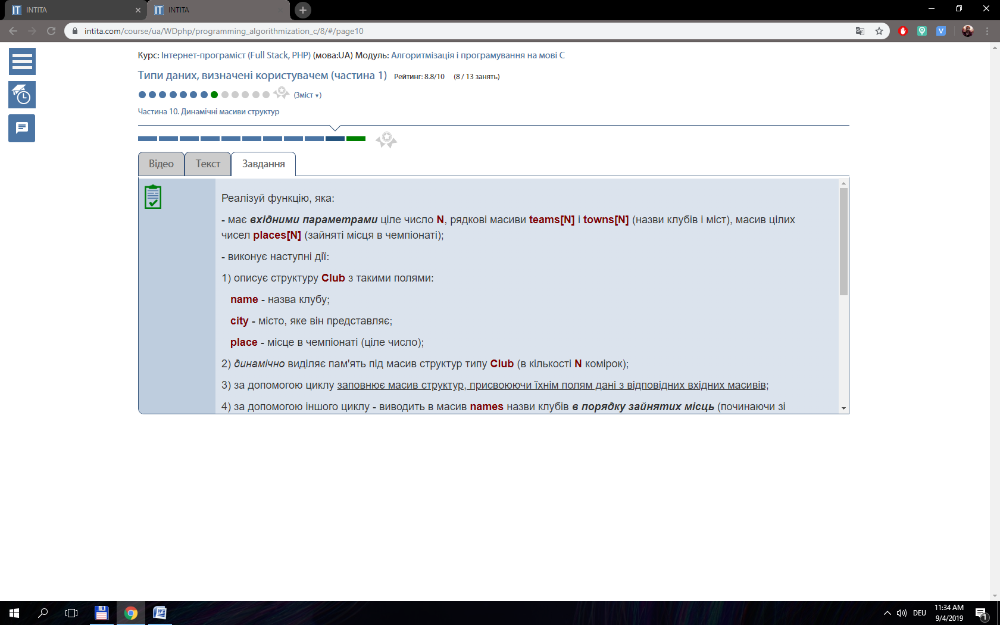 INTITA
INTITA
intita.com/course/ua/WDphp/programming_algorithmization_c/8/#/page10
Курс: Інтернет-програміст (Full Stack, PHP) (мова:UA) Модуль: Алгоритмізація і програмування на мові С
Типи даних, визначені користувачем (частина 1) Рейтинг: 8.8/10 (8 / 13 занять)
(Зміст ▾)
Частина 10. Динамічні масиви структур
Відео Текст Завдання
Реалізуй функцію, яка:
- має вхідними параметрами ціле число N, рядкові масиви teams[N] і towns[N] (назви клубів і міст), масив цілих
чисел places[N] (зайняті місця в чемпіонаті);
- виконує наступні дії:
1) описує структуру Club з такими полями:
name - назва клубу;
city - місто, яке він представляє;
place - місце в чемпіонаті (ціле число);
2) динамічно виділяє пам'ять під масив структур типу Club (в кількості N комірок);
3) за допомогою циклу заповнює масив структур, присвоюючи їхнім полям дані з відповідних вхідних масивів;
4) за допомогою іншого циклу - виводить в масив names назви клубів в порядку зайнятих місць (починаючи зі
DEU
11:34 AM
9/4/2019
1